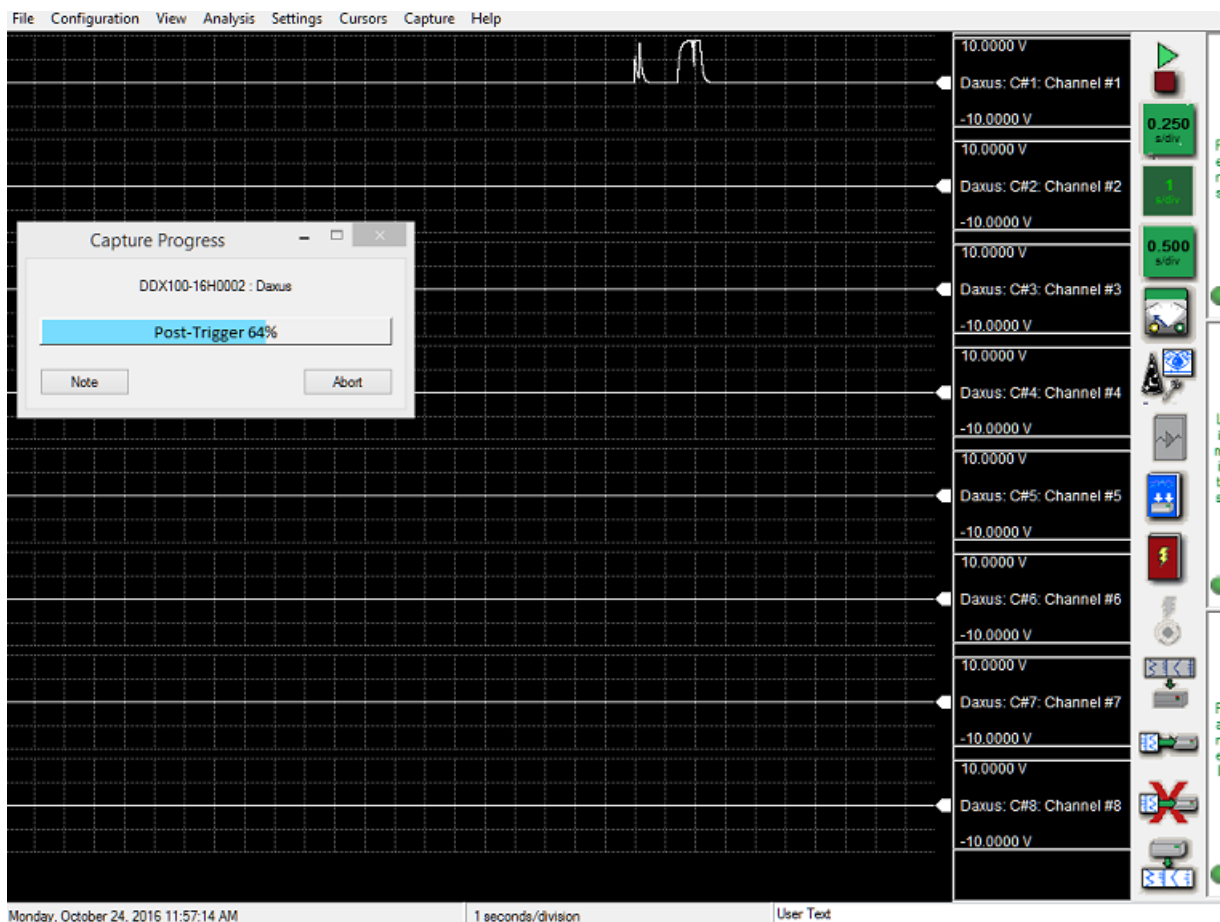 File Configuration View Analysis Settings Cursors Capture Help
10.0000 V
Daxus: C#1: Channel #1
-10.0000 V
10.0000 V
Daxus: C#2: Channel #2
-10.0000 V
10.0000 V
Daxus: C#3: Channel #3
-10.0000 V
10.0000 V
Daxus: C#4: Channel #4
-10.0000 V
10.0000 V
Daxus: C#5: Channel #5
-10.0000 V
10.0000 V
Daxus: C#6: Channel #6
-10.0000 V
10.0000 V
Daxus: C#7: Channel #7
-10.0000 V
10.0000 V
Daxus: C#8: Channel #8
-10.0000 V
Capture Progress
DDX100-16H0002 : Daxus
Post-Trigger 64%
Note Abort
0.250
s/div
1
s/div
0.500
s/div
Monday, October 24, 2016 11:57:14 AM
1 seconds/division
User Text